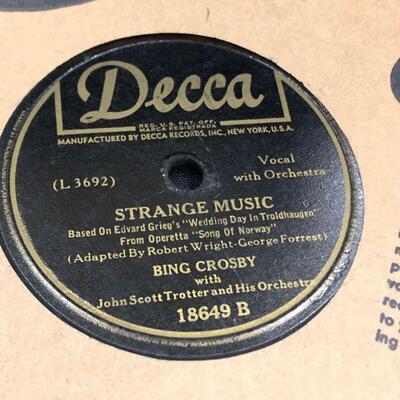 Decca
REG. U.S. PAT. OFF.
MARCA REGISTRADA
MANUFACTURED BY DECCA RECORDS, INC., NEW YORK, U.S.A.
(L 3692)
Vocal
with Orchestra
STRANGE MUSIC
Based On Edvard Grieg's "Wedding Day In Troldhaugen"
From Operetta "Song Of Norway"
(Adapted By Robert Wright-George Forrest)
BING CROSBY
with
John Scott Trotter and His Orchestra
18649 B